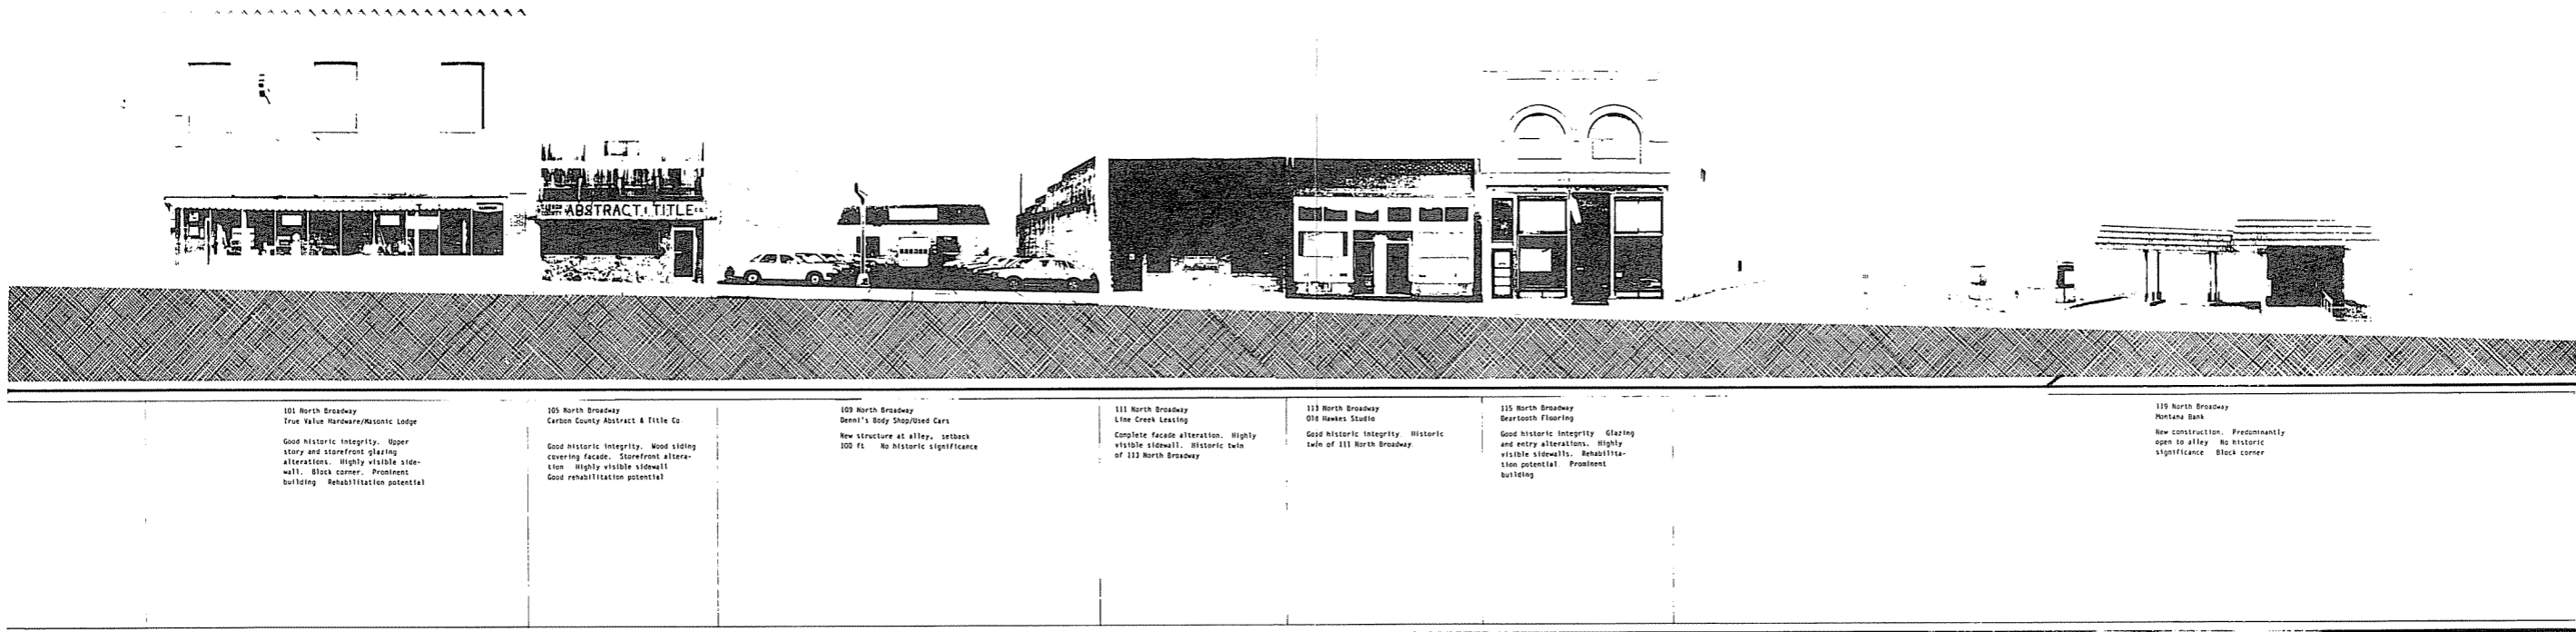 ABSTRACT & TITLE CO
101 North Broadway
True Value Hardware/Masonic Lodge
Good historic integrity. Upper
story and storefront glazing
alterations. Highly visible side-
wall. Block corner. Prominent
building Rehabilitation potential
105 North Broadway
Carbon County Abstract & Title Co
Good historic integrity. Wood siding
covering facade. Storefront altera-
tion Highly visible sidewall
Good rehabilitation potential
109 North Broadway
Denni's Body Shop/Used Cars
New structure at alley, setback
100 ft No historic significance
111 North Broadway
Line Creek Leasing
Complete facade alteration. Highly
visible sidewall. Historic twin
of 113 North Broadway
113 North Broadway
Old Hawkes Studio
Good historic integrity Historic
twin of 111 North Broadway
115 North Broadway
Beartooth Flooring
Good historic integrity Glazing
and entry alterations. Highly
visible sidewalls. Rehabilita-
tion potential Prominent
building
119 North Broadway
Montana Bank
New construction. Predominantly
open to alley No historic
significance Block corner